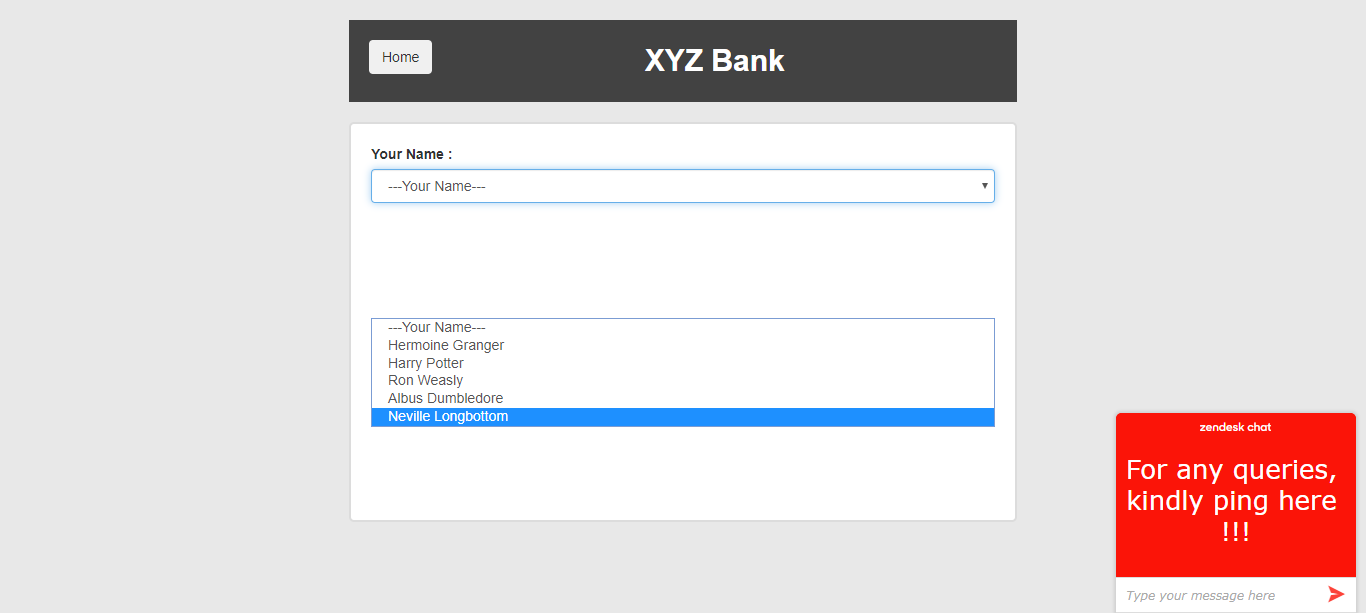 Home
XYZ Bank
Your Name :
---Your Name---
---Your Name---
Hermoine Granger
Harry Potter
Ron Weasly
Albus Dumbledore
Neville Longbottom
zendesk chat
For any queries,
kindly ping here
!!!
Type your message here